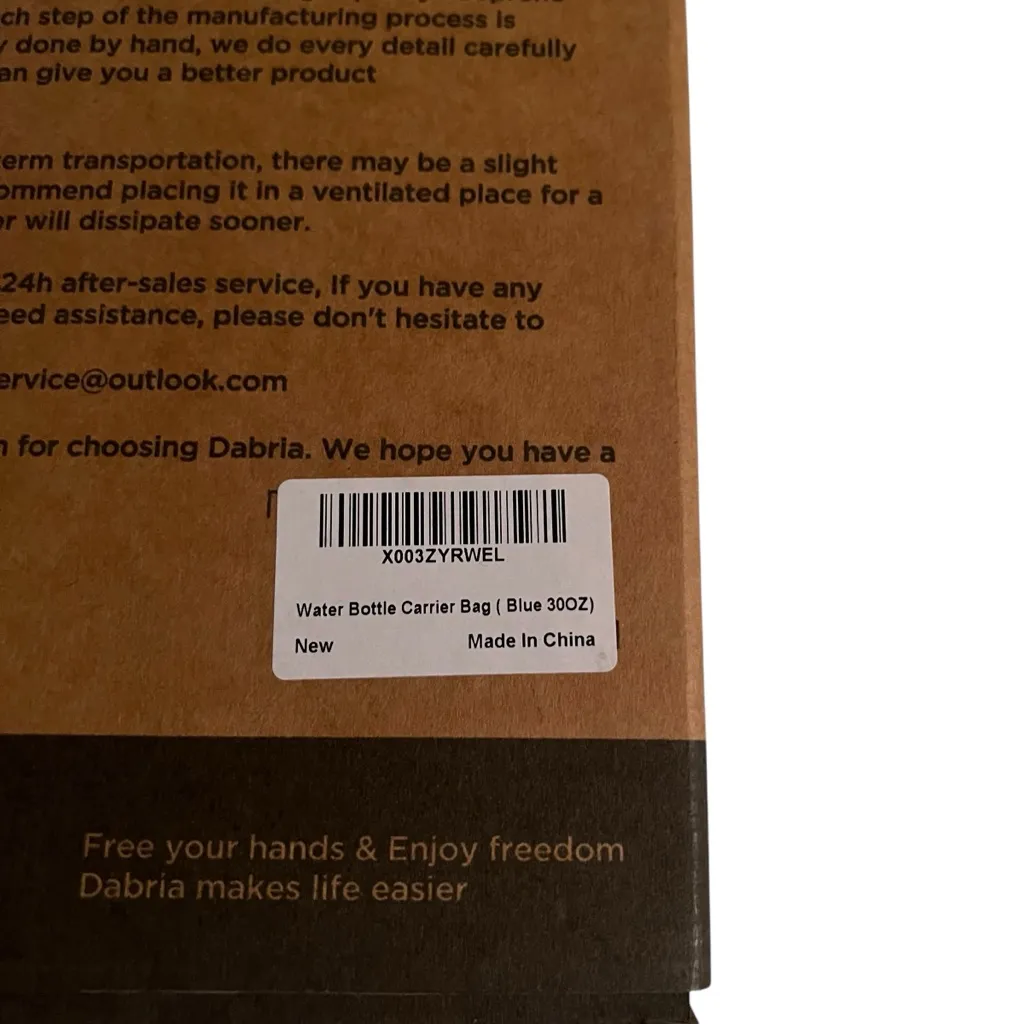 ch step of the manufacturing process is
y done by hand, we do every detail carefully
an give you a better product
erm transportation, there may be a slight
ommend placing it in a ventilated place for a
er will dissipate sooner.
24h after-sales service, If you have any
eed assistance, please don't hesitate to
ervice@outlook.com
n for choosing Dabria. We hope you have a
X003ZYRWEL
Water Bottle Carrier Bag ( Blue 30OZ)
New Made In China
Free your hands & Enjoy freedom
Dabria makes life easier